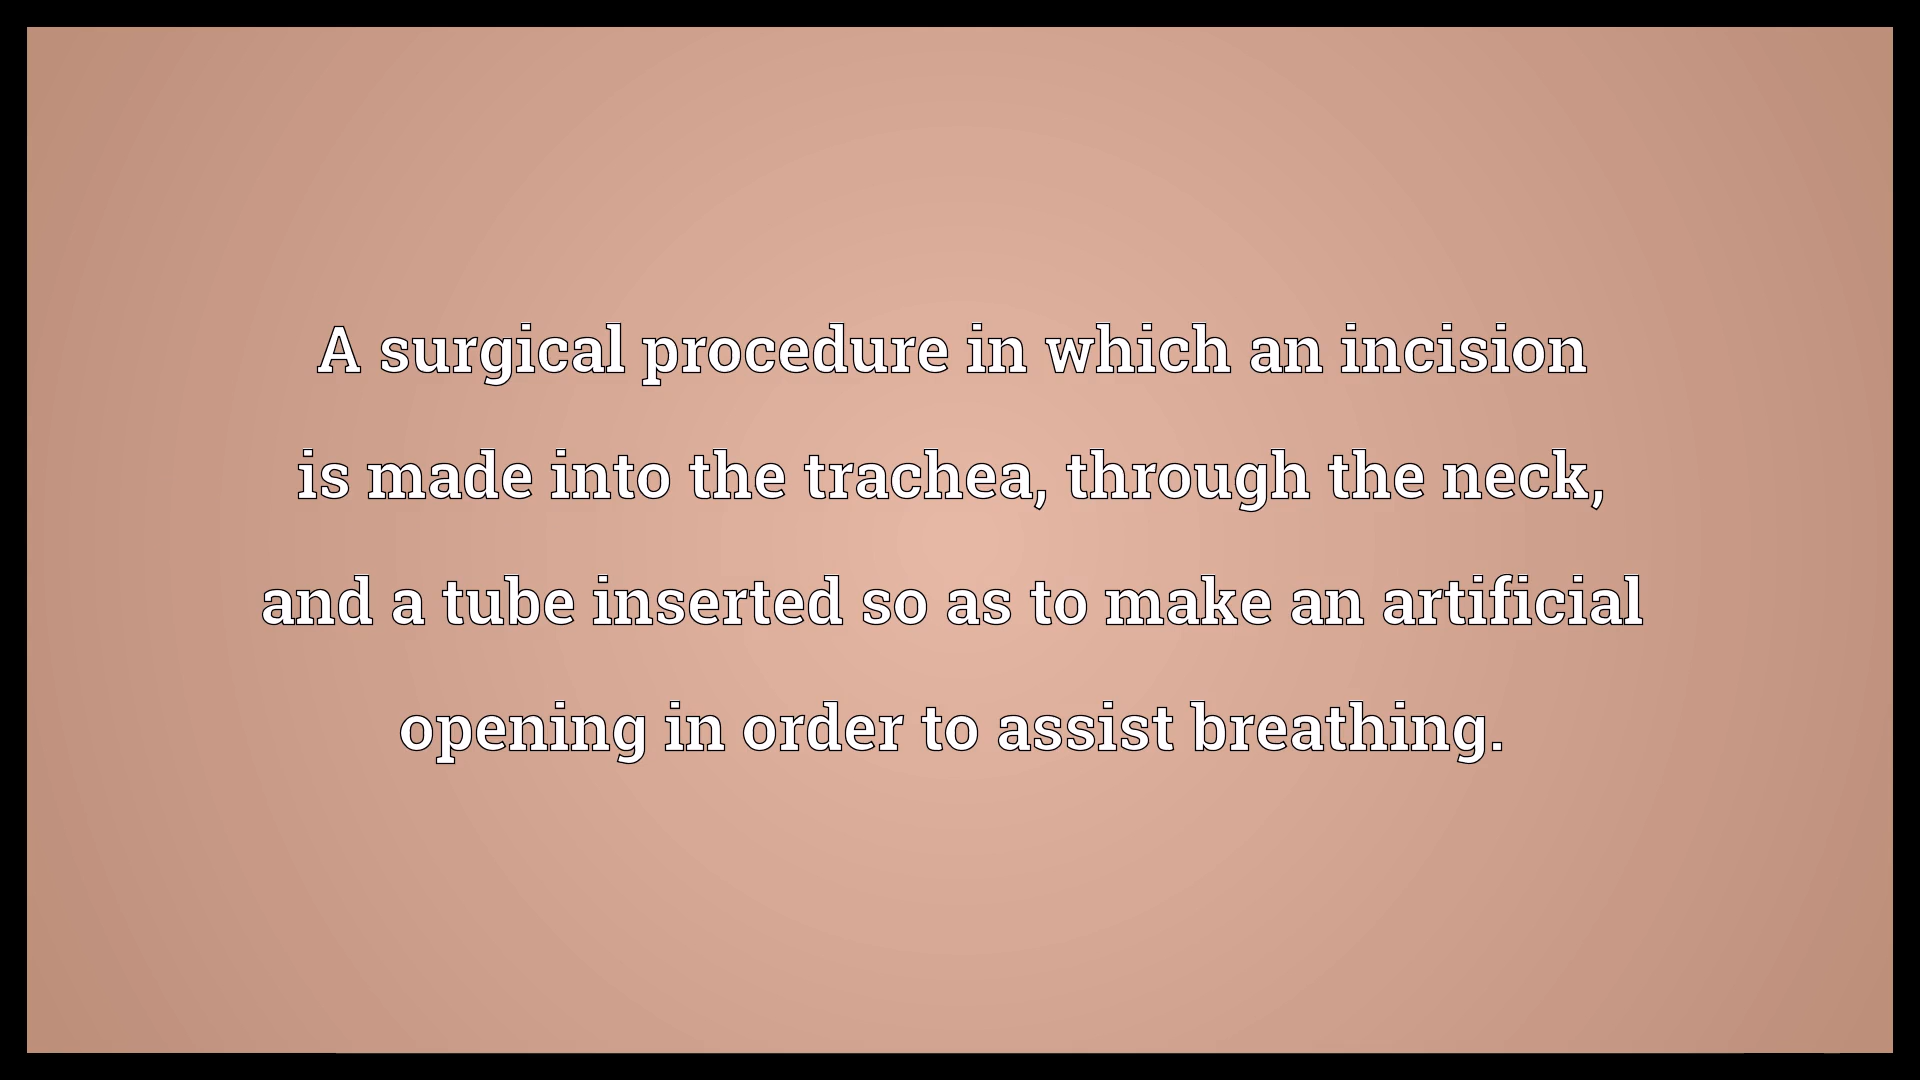 A surgical procedure in which an incision
is made into the trachea, through the neck,
and a tube inserted so as to make an artificial
opening in order to assist breathing.